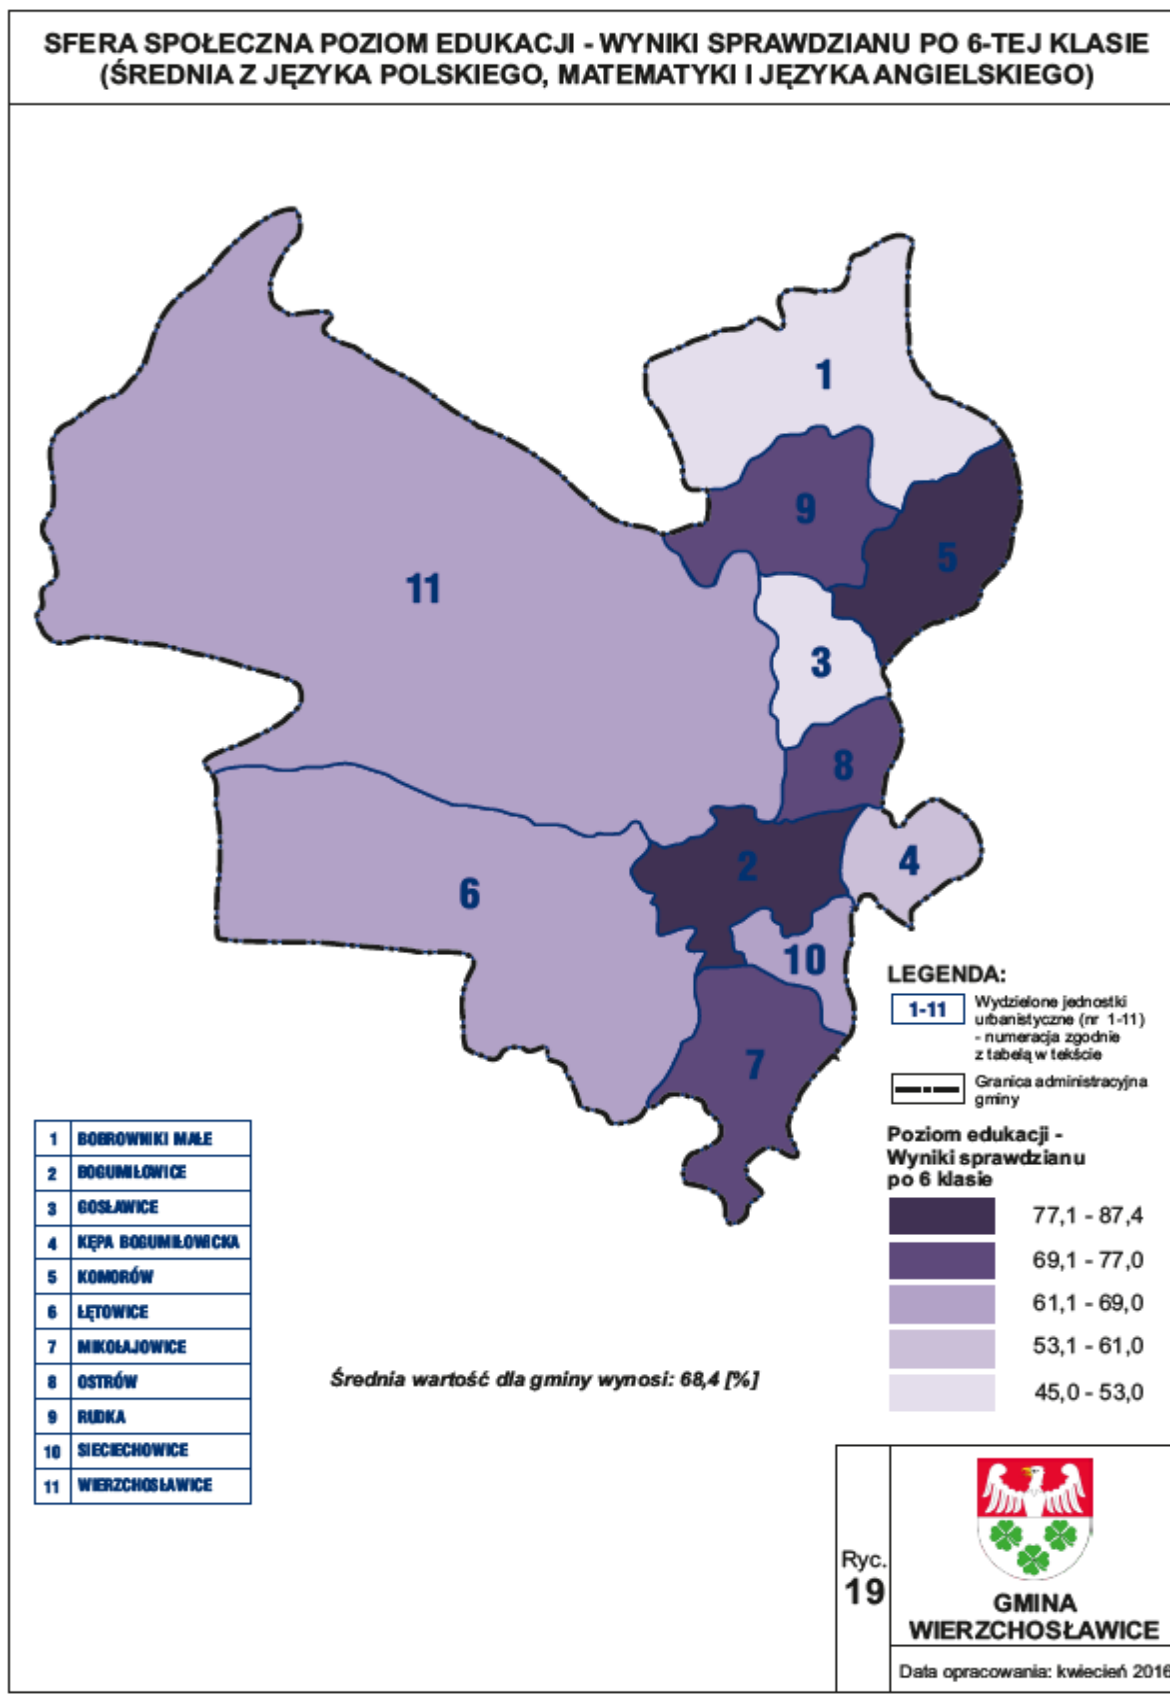 SFERA SPOŁECZNA POZIOM EDUKACJI - WYNIKI SPRAWDZIANU PO 6-TEJ KLASIE
(ŚREDNIA Z JĘZYKA POLSKIEGO, MATEMATYKI I JĘZYKA ANGIELSKIEGO)
1
9
5
11
3
8
2
4
6
10
7
LEGENDA:
1-11 Wydzielone jednostki
urbanistyczne (nr 1-11)
- numeracja zgodnie
z tabelą w tekście
Granica administracyjna
gminy
Poziom edukacji -
Wyniki sprawdzianu
po 6 klasie
77,1 - 87,4
69,1 - 77,0
61,1 - 69,0
53,1 - 61,0
45,0 - 53,0
1 BOBROWNIKI MAŁE
2 BOGUMIŁOWICE
3 GOSŁAWICE
4 KĘPA BOGUMIŁOWICKA
5 KOMORÓW
6 ŁĘTOWICE
7 MIKOŁAJOWICE
8 OSTRÓW
9 RUDKA
10 SIECIECHOWICE
11 WIERZCHOSŁAWICE
Średnia wartość dla gminy wynosi: 68,4 [%]
Ryc.
19
GMINA
WIERZCHOSŁAWICE
Data opracowania: kwiecień 2016